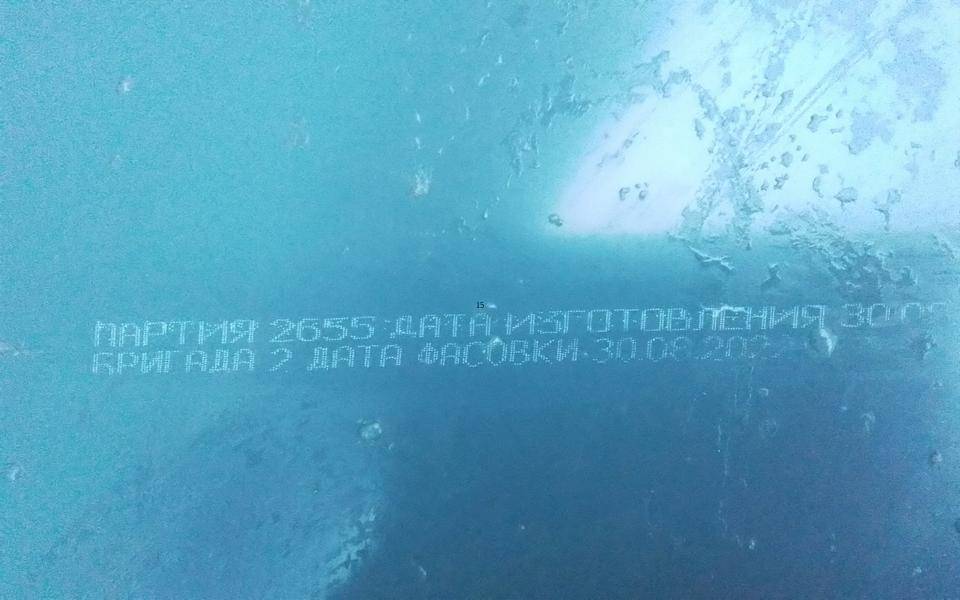 15
ПАРТИЯ 2655 ДАТА ИЗГОТОВЛЕНИЯ
БРИГАДА 2 ДАТА ФАСОВКИ